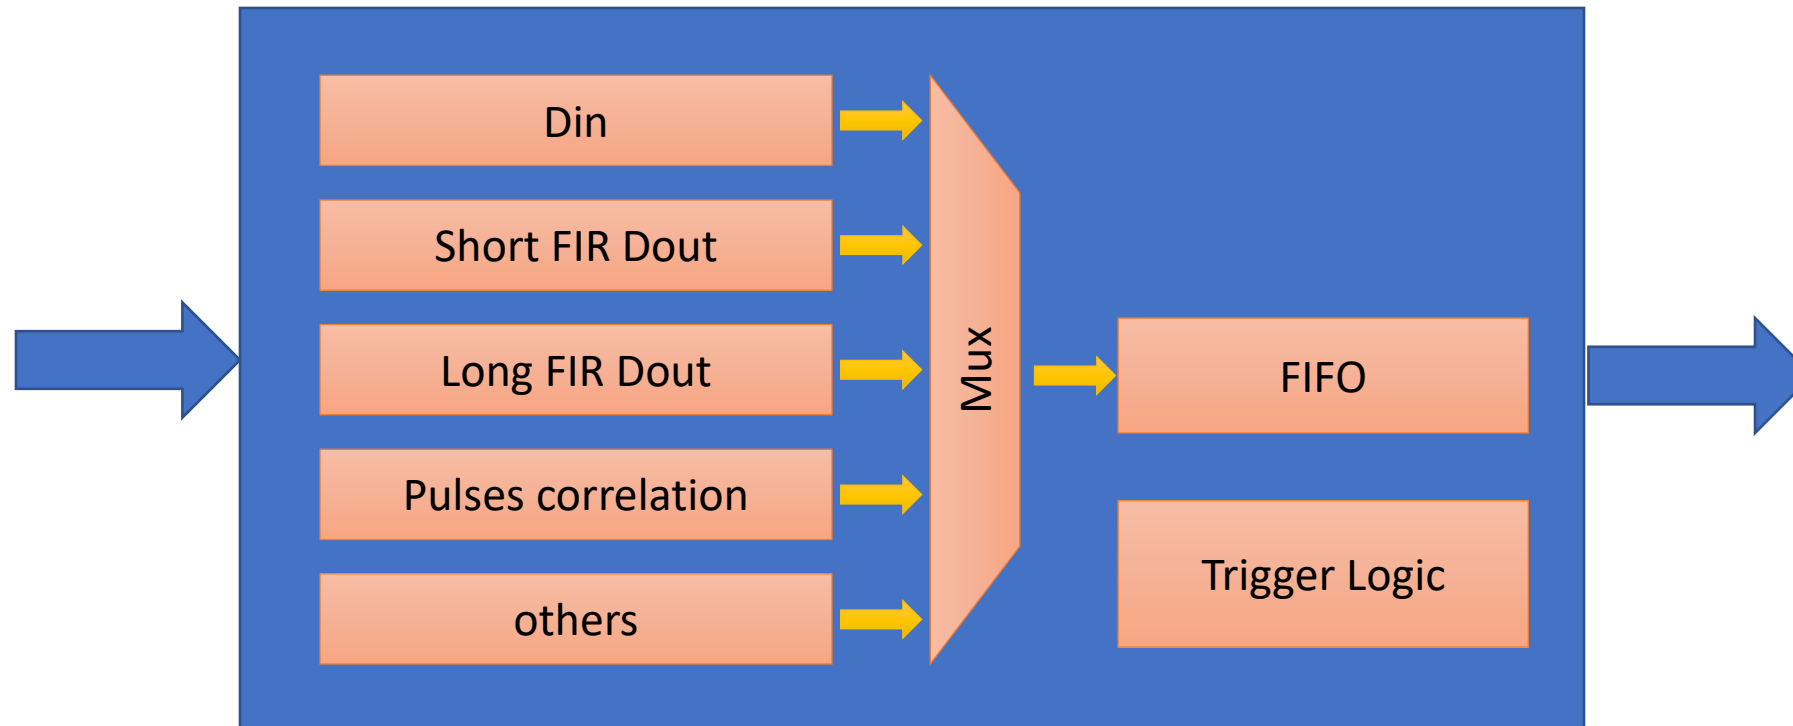 Din
Short FIR Dout
Long FIR Dout
Pulses correlation
others
Mux
FIFO
Trigger Logic